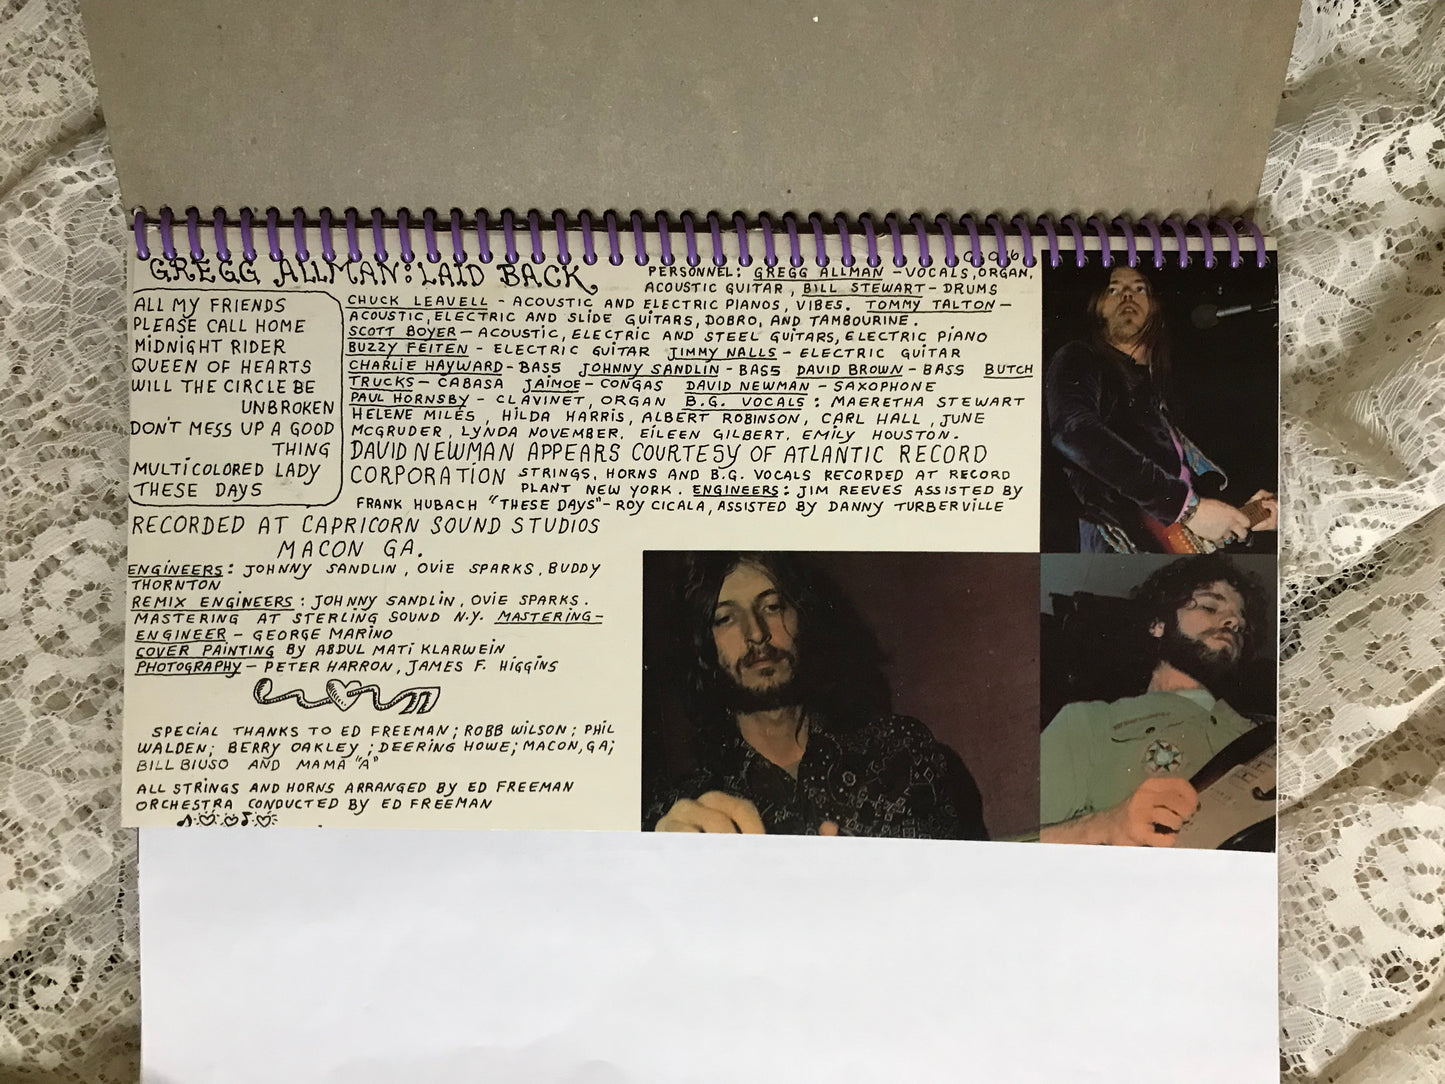 GREGG ALLMAN: LAID BACK
ALL MY FRIENDS
PLEASE CALL HOME
MIDNIGHT RIDER
QUEEN OF HEARTS
WILL THE CIRCLE BE
UNBROKEN
DON'T MESS UP A GOOD
THING
MULTICOLORED LADY
THESE DAYS
PERSONNEL: GREGG ALLMAN - VOCALS, ORGAN,
ACOUSTIC GUITAR, BILL STEWART - DRUMS
CHUCK LEAVELL - ACOUSTIC AND ELECTRIC PIANOS, VIBES. TOMMY TALTON -
ACOUSTIC, ELECTRIC AND SLIDE GUITARS, DOBRO, AND TAMBOURINE.
SCOTT BOYER - ACOUSTIC, ELECTRIC AND STEEL GUITARS, ELECTRIC PIANO
BUZZY FEITEN - ELECTRIC GUITAR JIMMY NALLS - ELECTRIC GUITAR
CHARLIE HAYWARD - BASS JOHNNY SANDLIN - BASS DAVID BROWN - BASS BUTCH
TRUCKS - CABASA JAIMOE - CONGAS DAVID NEWMAN - SAXOPHONE
PAUL HORNSBY - CLAVINET, ORGAN B.G. VOCALS: MAERETHA STEWART
HELENE MILES, HILDA HARRIS, ALBERT ROBINSON, CARL HALL, JUNE
MCGRUDER, LYNDA NOVEMBER, EILEEN GILBERT, EMILY HOUSTON.
DAVID NEWMAN APPEARS COURTESY OF ATLANTIC RECORD
CORPORATION STRINGS, HORNS AND B.G. VOCALS RECORDED AT RECORD
PLANT NEW YORK. ENGINEERS: JIM REEVES ASSISTED BY
FRANK HUBACH "THESE DAYS" - ROY CICALA, ASSISTED BY DANNY TURBERVILLE
RECORDED AT CAPRICORN SOUND STUDIOS
MACON GA.
ENGINEERS: JOHNNY SANDLIN, OVIE SPARKS, BUDDY
THORNTON
REMIX ENGINEERS: JOHNNY SANDLIN, OVIE SPARKS.
MASTERING AT STERLING SOUND N.Y. MASTERING-
ENGINEER - GEORGE MARINO
COVER PAINTING BY ABDUL MATI KLARWEIN
PHOTOGRAPHY - PETER HARRON, JAMES F. HIGGINS
SPECIAL THANKS TO ED FREEMAN; ROBB WILSON; PHIL
WALDEN; BERRY OAKLEY; DEERING HOWE; MACON, GA;
BILL BIUSO AND MAMA "A"
ALL STRINGS AND HORNS ARRANGED BY ED FREEMAN
ORCHESTRA CONDUCTED BY ED FREEMAN